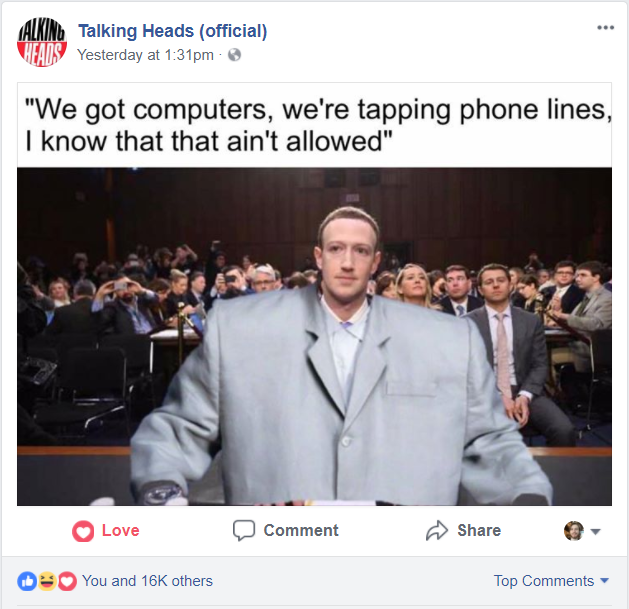 TALKING
HEADS
Talking Heads (official)
Yesterday at 1:31pm ·
"We got computers, we're tapping phone lines,
I know that that ain't allowed"
Love
Comment
Share
You and 16K others
Top Comments